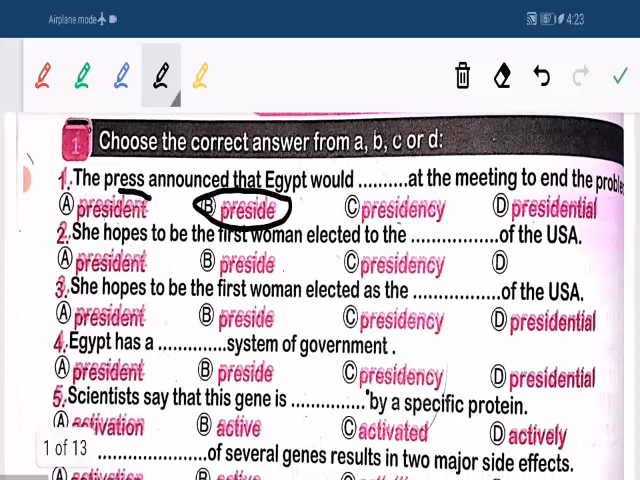 Airplane mode 57 4:23
1 Choose the correct answer from a, b, c or d:
1. The press announced that Egypt would ..........at the meeting to end the proble
A president B preside C presidency D presidential
2. She hopes to be the first woman elected to the .................of the USA.
A president B preside C presidency D
3. She hopes to be the first woman elected as the .................of the USA.
A president B preside C presidency D presidential
4. Egypt has a .............system of government .
A president B preside C presidency D presidential
5. Scientists say that this gene is ..............by a specific protein.
A activation B active C activated D actively
1 of 13
......................of several genes results in two major side effects.